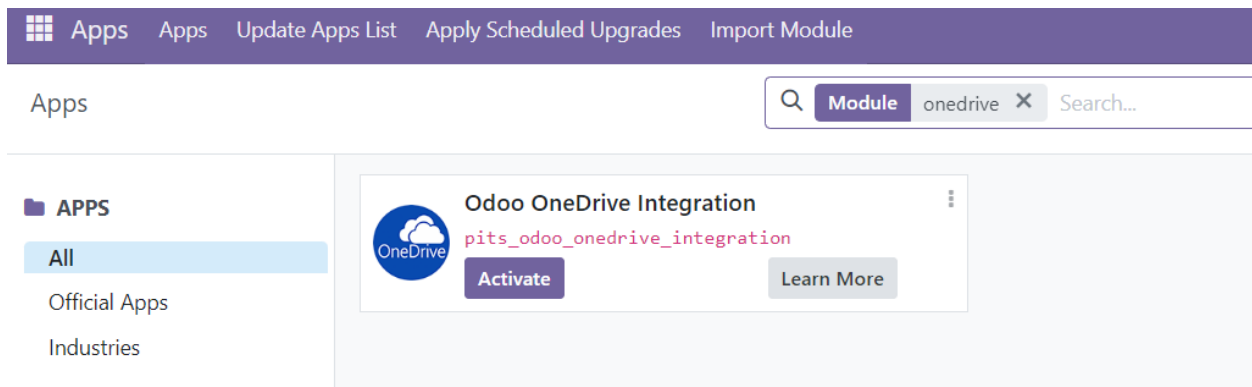 Apps Apps Update Apps List Apply Scheduled Upgrades Import Module
Apps
Module onedrive ✕ Search...
APPS
All
Official Apps
Industries
OneDrive
Odoo OneDrive Integration
pits_odoo_onedrive_integration
Activate Learn More